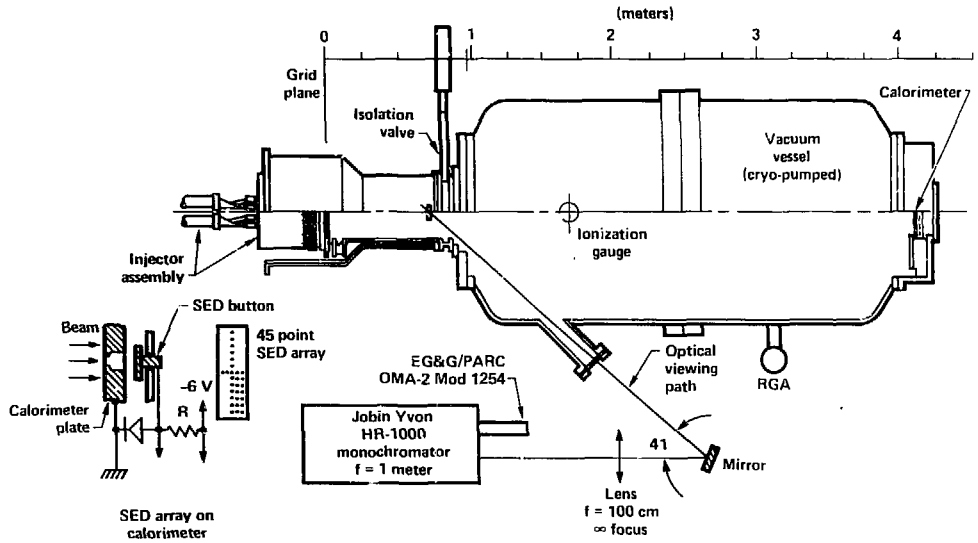 (meters)
0
1
2
3
4
Grid
plane
Isolation
valve
Calorimeter
Vacuum
vessel
(cryo-pumped)
Ionization
gauge
Injector
assembly
SED button
Beam
45 point
SED array
−6 V
R
Calorimeter
plate
EG&G/PARC
OMA-2 Mod 1254
Optical
viewing
path
RGA
Jobin Yvon
HR-1000
monochromator
f = 1 meter
41
Mirror
Lens
f = 100 cm
∞ focus
SED array on
calorimeter